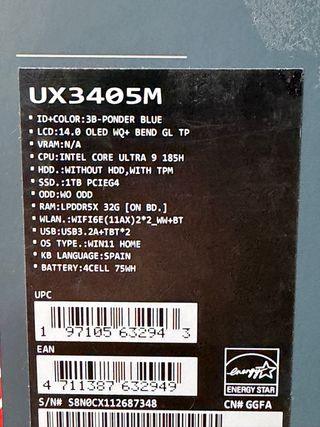 UX3405M
• ID+COLOR:3B-PONDER BLUE
• LCD:14.0 OLED WQ+ BEND GL TP
• VRAM:N/A
• CPU:INTEL CORE ULTRA 9 185H
• HDD.:WITHOUT HDD,WITH TPM
• SSD.:1TB PCIEG4
• ODD:WO ODD
• RAM:LPDDR5X 32G [ON BD.]
• WLAN.:WIFI6E(11AX)2*2_WW+BT
• USB:USB3.2A+TBT*2
• OS TYPE.:WIN11 HOME
• KB LANGUAGE:SPAIN
• BATTERY:4CELL 75WH
UPC
1 97105 63294 3
EAN
4 711387 632949
energy
ENERGY STAR
S/N# S8N0CX112687348 CN# GGFA